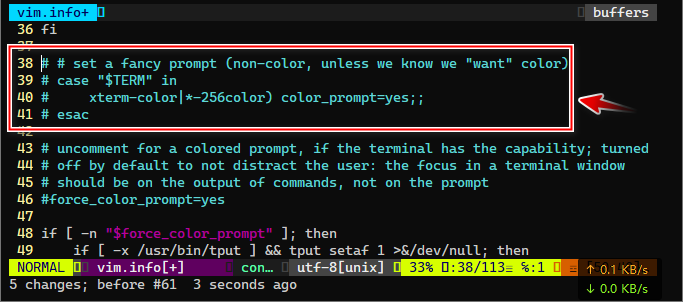 vim.info+ buffers
36 fi
37
38 # # set a fancy prompt (non-color, unless we know we "want" color)
39 # case "$TERM" in
40 #     xterm-color|*-256color) color_prompt=yes;;
41 # esac
42
43 # uncomment for a colored prompt, if the terminal has the capability; turned
44 # off by default to not distract the user: the focus in a terminal window
45 # should be on the output of commands, not on the prompt
46 #force_color_prompt=yes
47
48 if [ -n "$force_color_prompt" ]; then
49     if [ -x /usr/bin/tput ] && tput setaf 1 >&/dev/null; then
NORMAL vim.info[+] con… utf-8[unix] 33% :38/113≡ %:1
↑ 0.1 KB/s
5 changes; before #61  3 seconds ago
↓ 0.0 KB/s